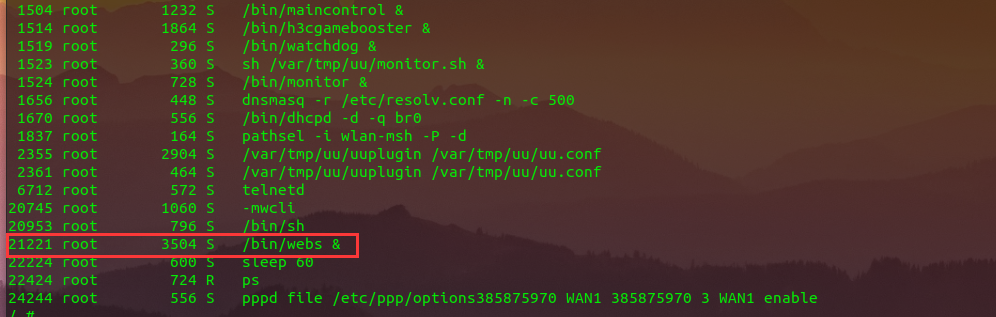 1504 root 1232 S /bin/maincontrol &
1514 root 1864 S /bin/h3cgamebooster &
1519 root 296 S /bin/watchdog &
1523 root 360 S sh /var/tmp/uu/monitor.sh &
1524 root 728 S /bin/monitor &
1656 root 448 S dnsmasq -r /etc/resolv.conf -n -c 500
1670 root 556 S /bin/dhcpd -d -q br0
1837 root 164 S pathsel -i wlan-msh -P -d
2355 root 2904 S /var/tmp/uu/uuplugin /var/tmp/uu/uu.conf
2361 root 464 S /var/tmp/uu/uuplugin /var/tmp/uu/uu.conf
6712 root 572 S telnetd
20745 root 1060 S -mwcli
20953 root 796 S /bin/sh
21221 root 3504 S /bin/webs &
22224 root 600 S sleep 60
22424 root 724 R ps
24244 root 556 S pppd file /etc/ppp/options385875970 WAN1 385875970 3 WAN1 enable
/ #